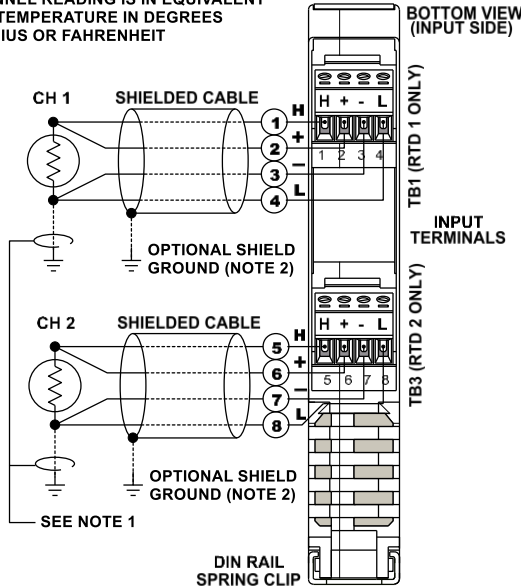 NNEL READING IS IN EQUIVALENT
TEMPERATURE IN DEGREES
IUS OR FAHRENHEIT
BOTTOM VIEW
(INPUT SIDE)
CH 1
SHIELDED CABLE
H
1
+
2
−
3
L
4
H + - L
1 2 3 4
TB1 (RTD 1 ONLY)
OPTIONAL SHIELD
GROUND (NOTE 2)
INPUT
TERMINALS
CH 2
SHIELDED CABLE
H
5
+
6
−
7
L
8
H + - L
5 6 7 8
TB3 (RTD 2 ONLY)
OPTIONAL SHIELD
GROUND (NOTE 2)
SEE NOTE 1
DIN RAIL
SPRING CLIP